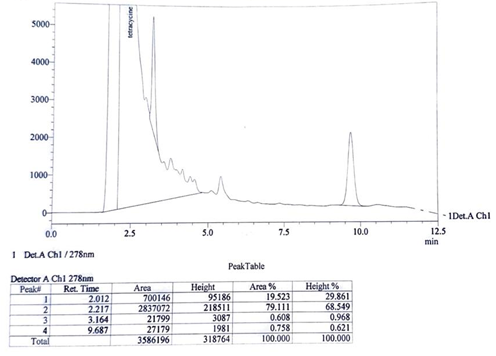 5000
4000
3000
2000
1000
0
tetracycine
0.0 2.5 5.0 7.5 10.0 12.5
min
1Det.A Ch1
1 Det.A Ch1 / 278nm
PeakTable
Detector A Ch1 278nm
Peak# Ret. Time Area Height Area % Height %
1 2.012 700146 95186 19.523 29.861
2 2.217 2837072 218511 79.111 68.549
3 3.164 21799 3087 0.608 0.968
4 9.687 27179 1981 0.758 0.621
Total 3586196 318764 100.000 100.000